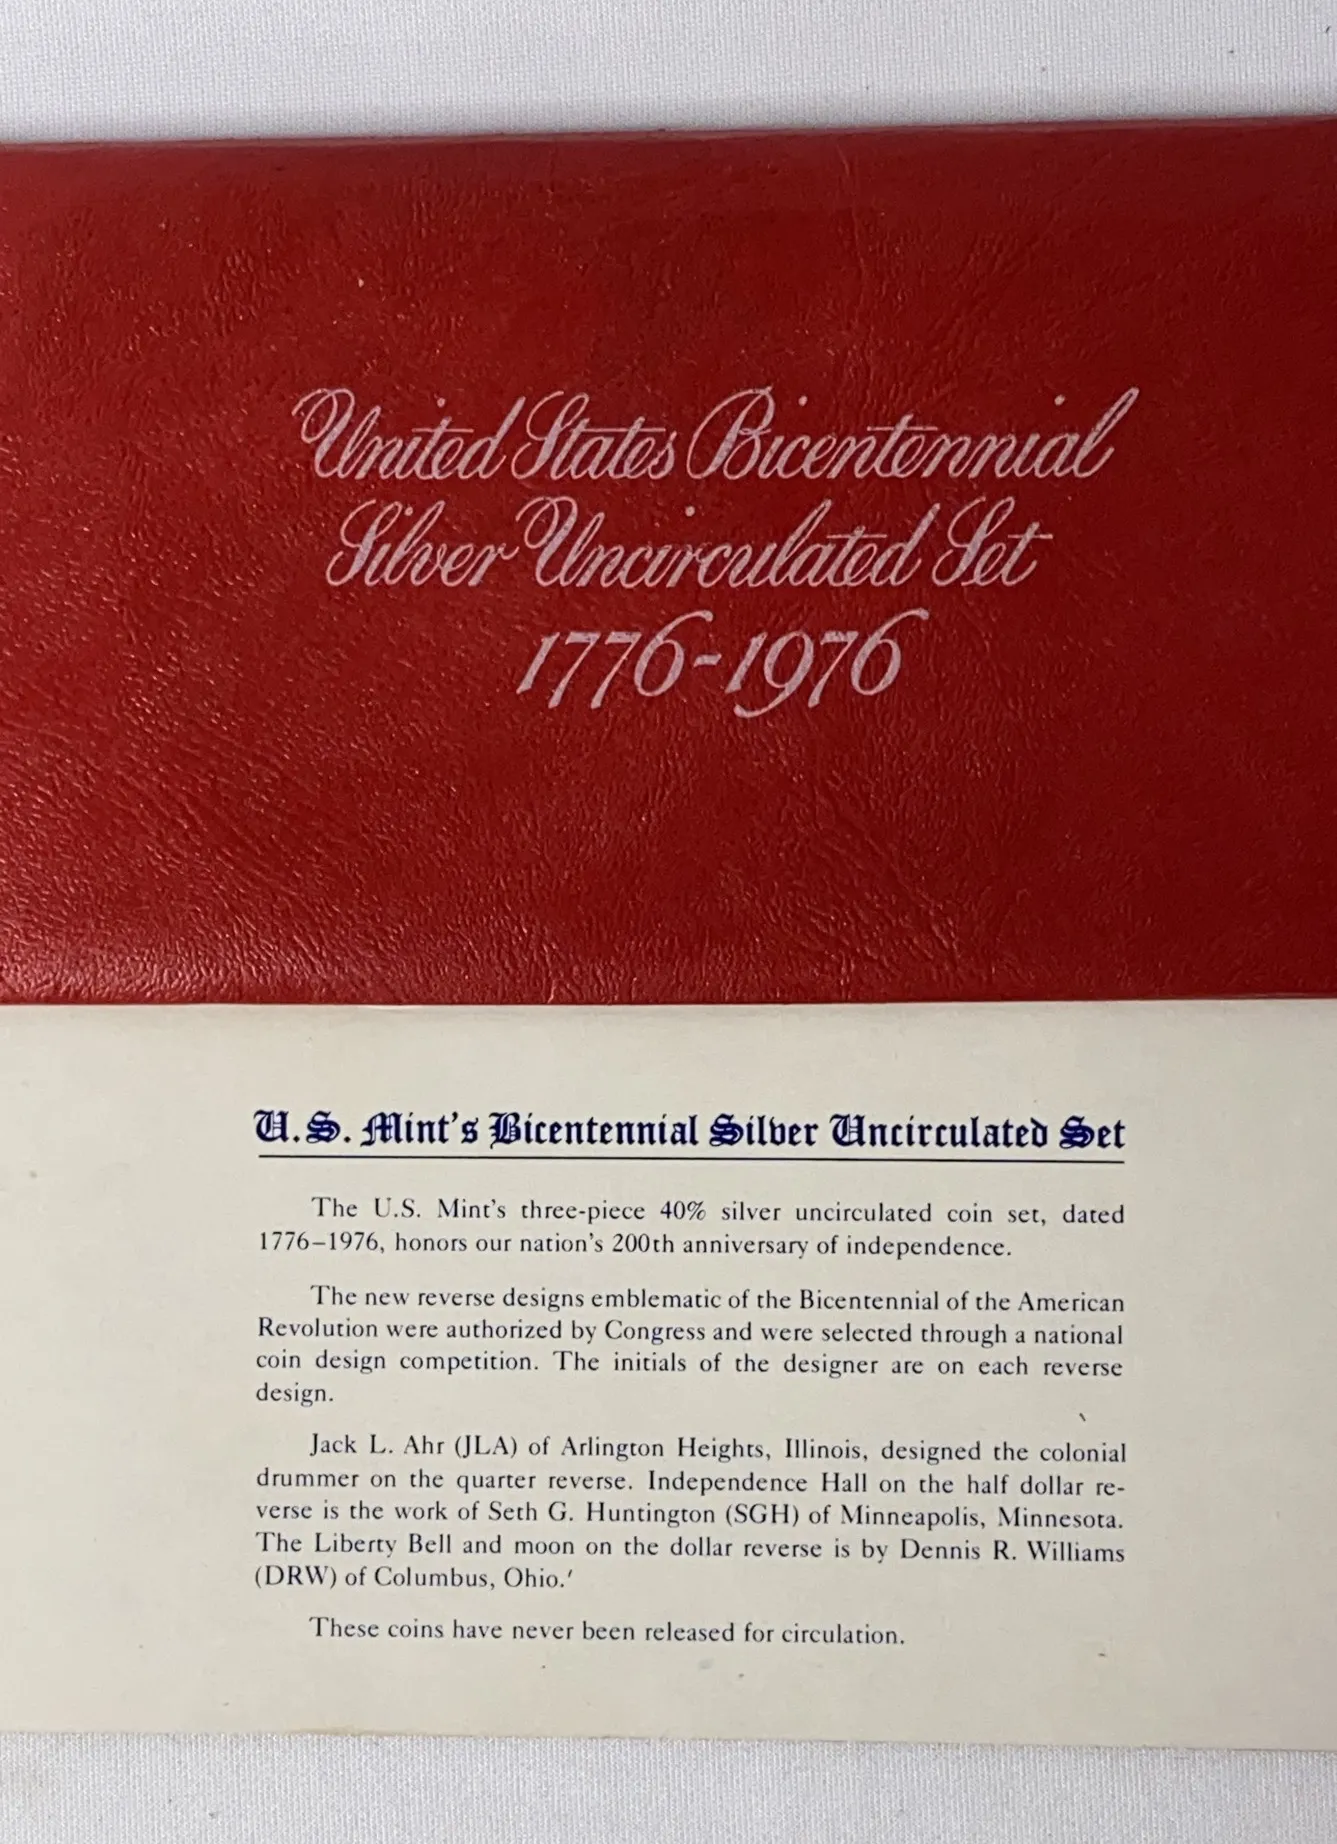 United States Bicentennial
Silver Uncirculated Set
1776-1976
U.S. Mint's Bicentennial Silver Uncirculated Set
The U.S. Mint's three-piece 40% silver uncirculated coin set, dated
1776–1976, honors our nation's 200th anniversary of independence.
The new reverse designs emblematic of the Bicentennial of the American
Revolution were authorized by Congress and were selected through a national
coin design competition. The initials of the designer are on each reverse
design.
Jack L. Ahr (JLA) of Arlington Heights, Illinois, designed the colonial
drummer on the quarter reverse. Independence Hall on the half dollar re-
verse is the work of Seth G. Huntington (SGH) of Minneapolis, Minnesota.
The Liberty Bell and moon on the dollar reverse is by Dennis R. Williams
(DRW) of Columbus, Ohio.'
These coins have never been released for circulation.